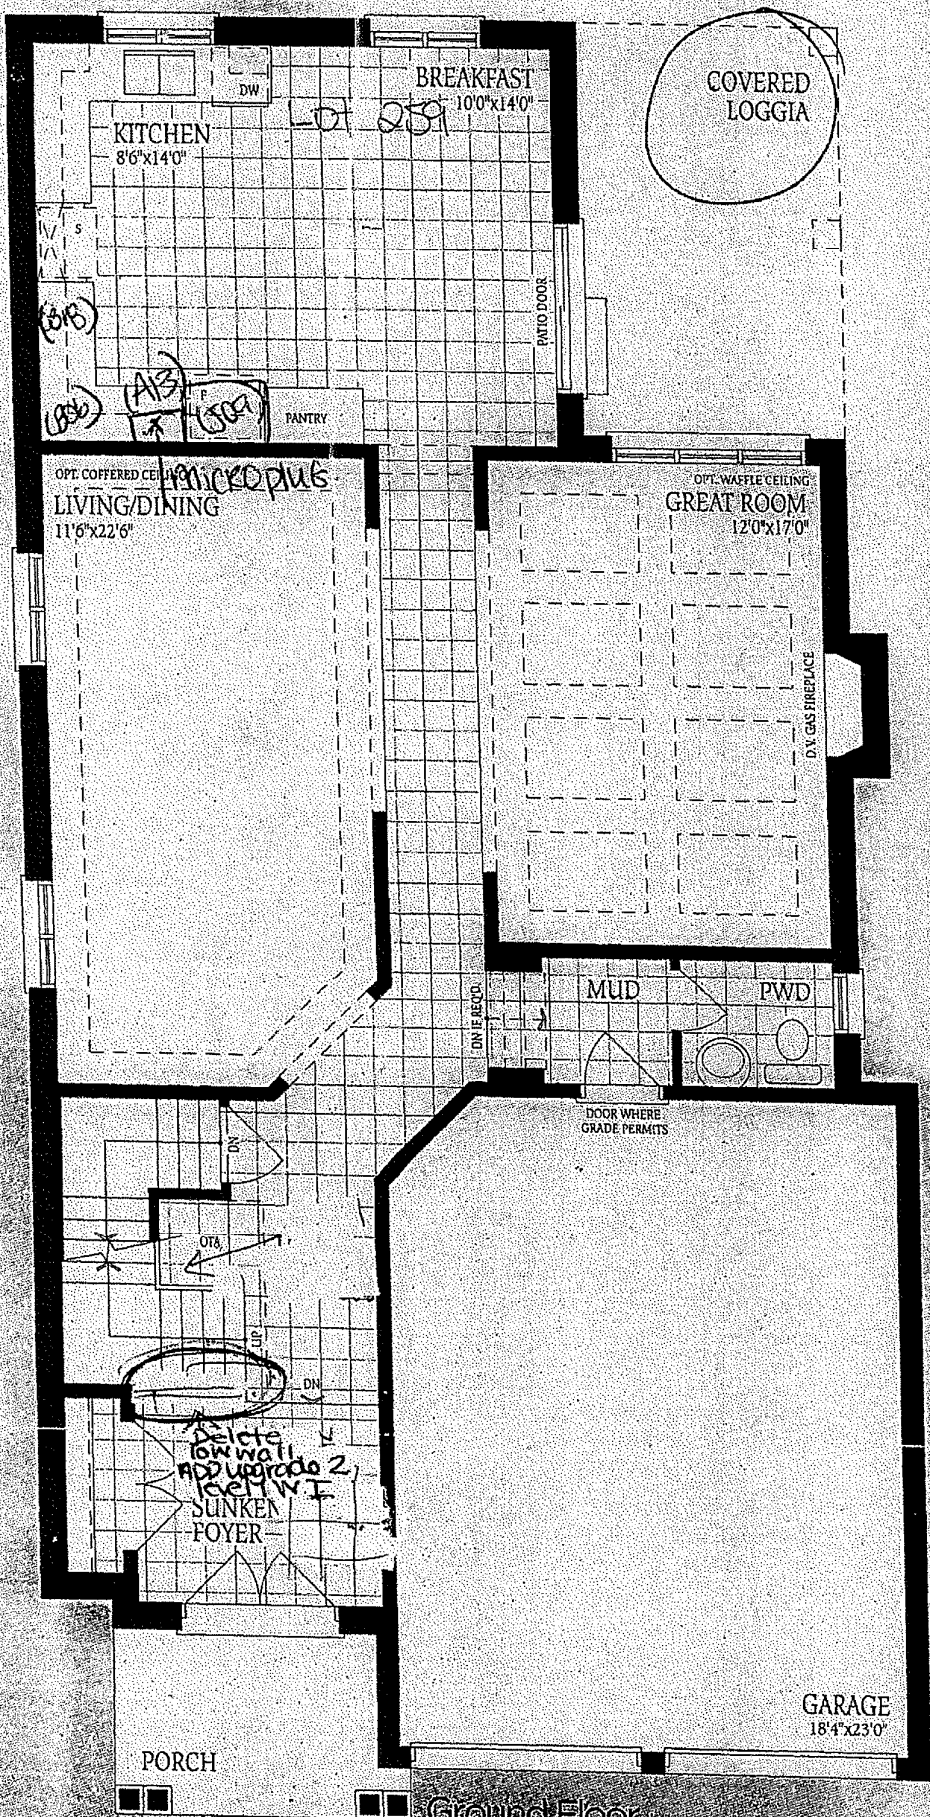 COVERED
LOGGIA
BREAKFAST
10'0"x14'0"
DW
LOT 259
KITCHEN
8'6"x14'0"
S
PATIO DOOR
(A13)
F
PANTRY
micro plug
OPT. COFFERED CEILING
LIVING/DINING
11'6"x22'6"
OPT. WAFFLE CEILING
GREAT ROOM
12'0"x17'0"
D.V. GAS FIREPLACE
DN IF REQ'D
MUD
PWD
DOOR WHERE
GRADE PERMITS
DN
OTA
UP
DN
Delete
low wall
ADD upgrade 2
level
SUNKEN
FOYER
GARAGE
18'4"x23'0"
PORCH
Ground Floor